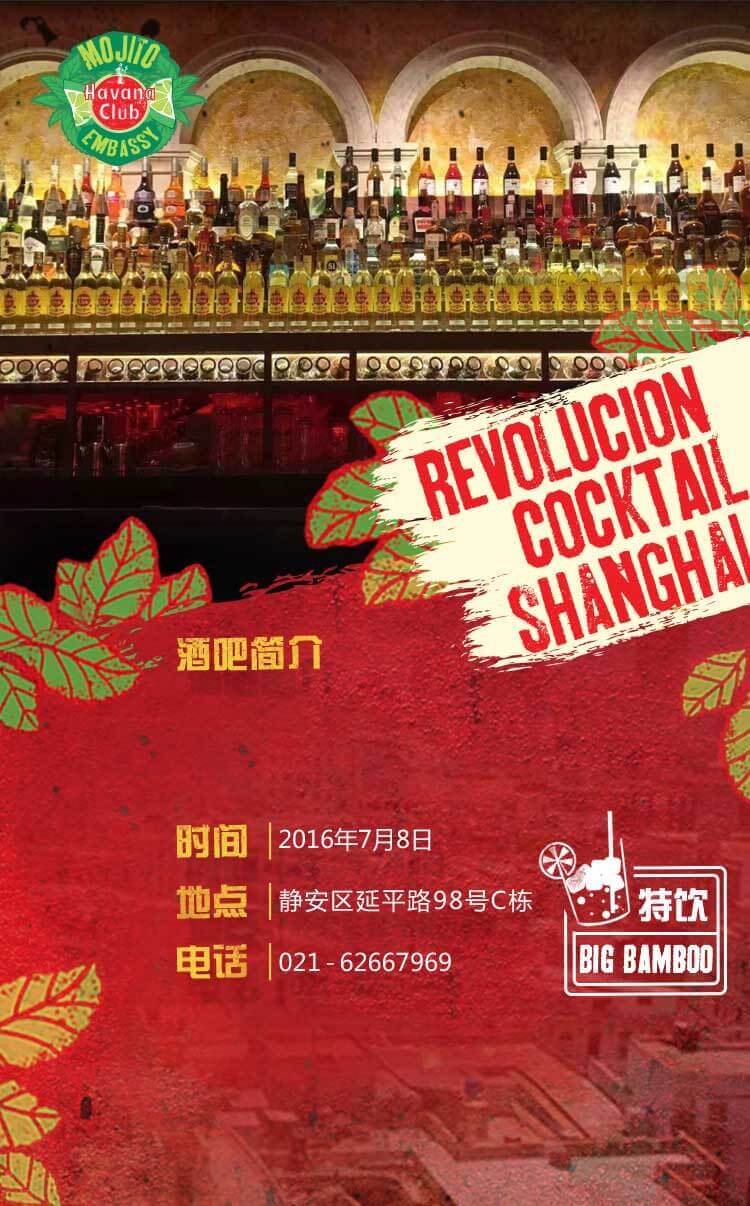 MOJITO
Havana
Club
EMBASSY
REVOLUCION
COCKTAIL
SHANGHAI
酒吧简介
时间 2016年7月8日
地点 静安区延平路98号C栋
电话 021-62667969
特饮
BIG BAMBOO